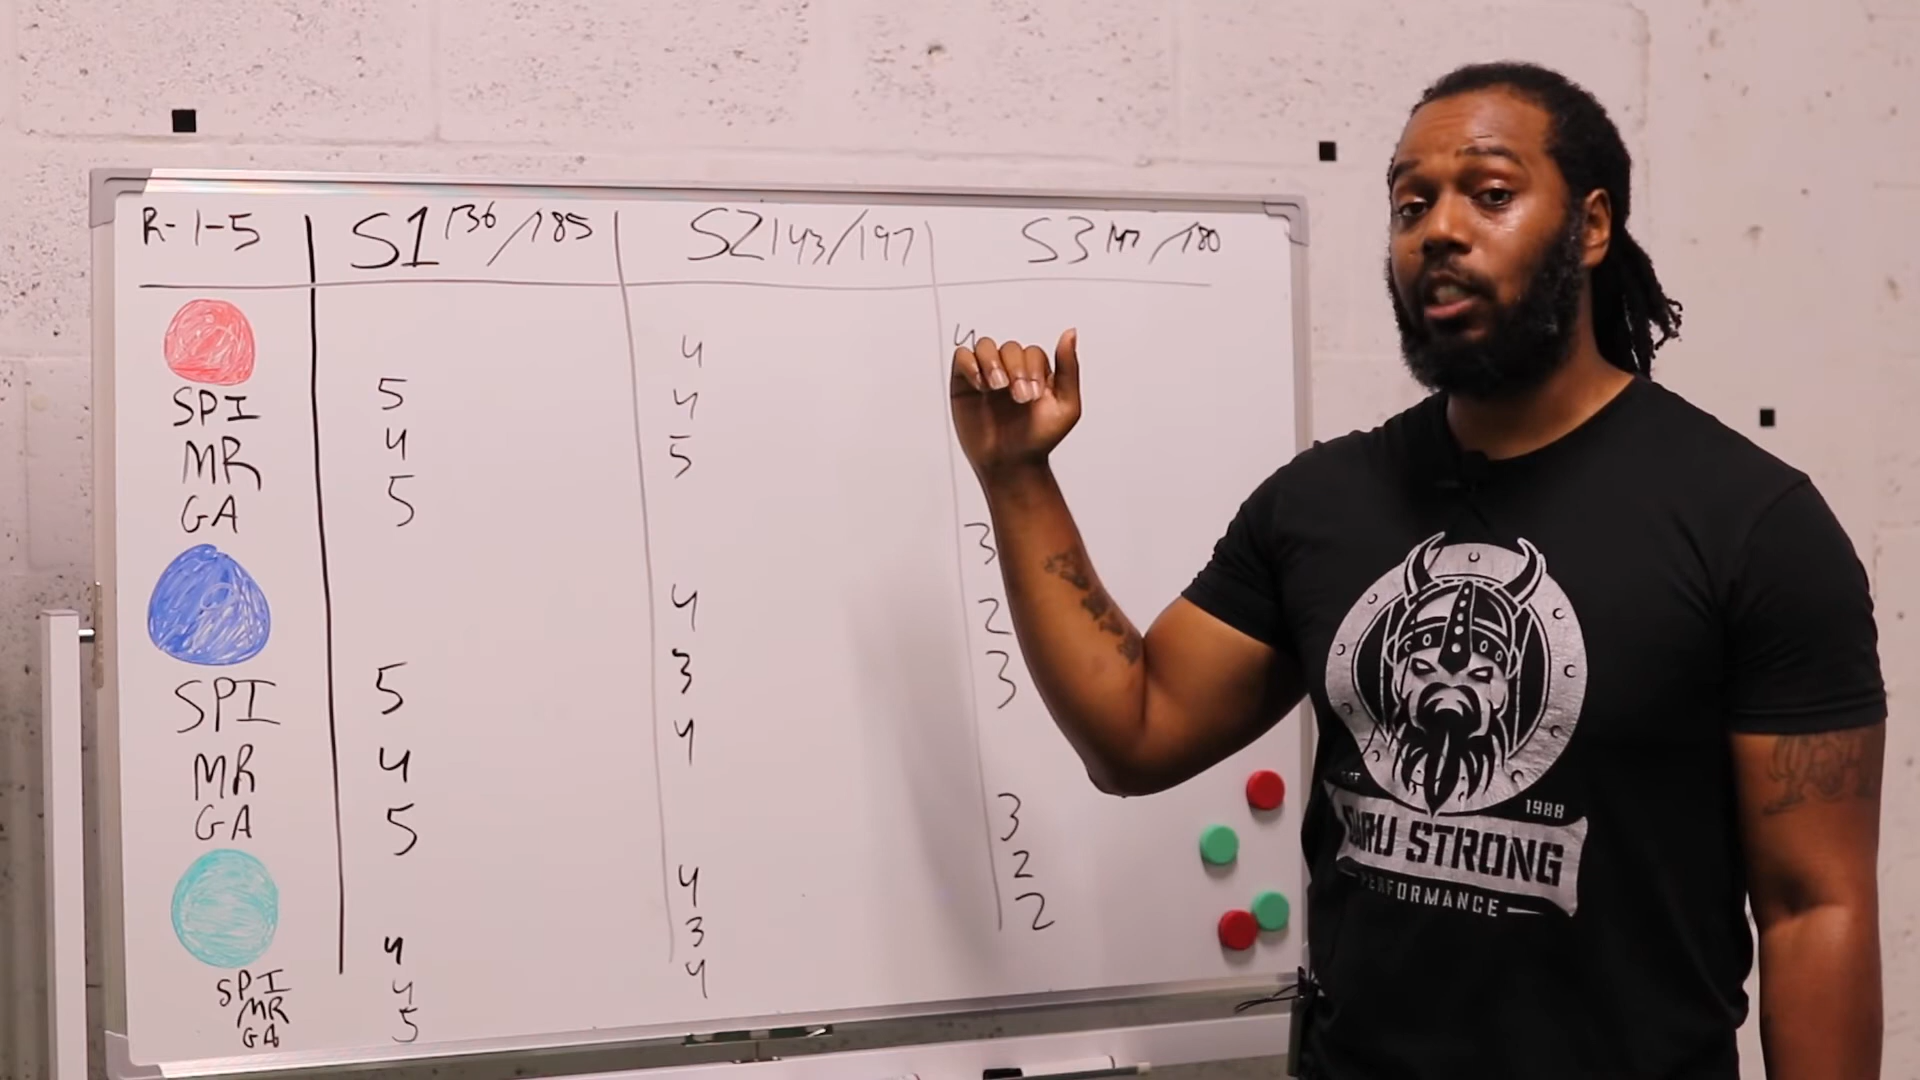 R-1-5 S1 136/185 S2 143/197 S3 147/180
4 4
SPI 5 4
MR 4 5
GA 5
3
4 2
SPI 5 3 3
MR 4 4
GA 5 3
4 2
4 3 2
SPI 4 4
MR 5
GA
1988
STRONG
PERFORMANCE